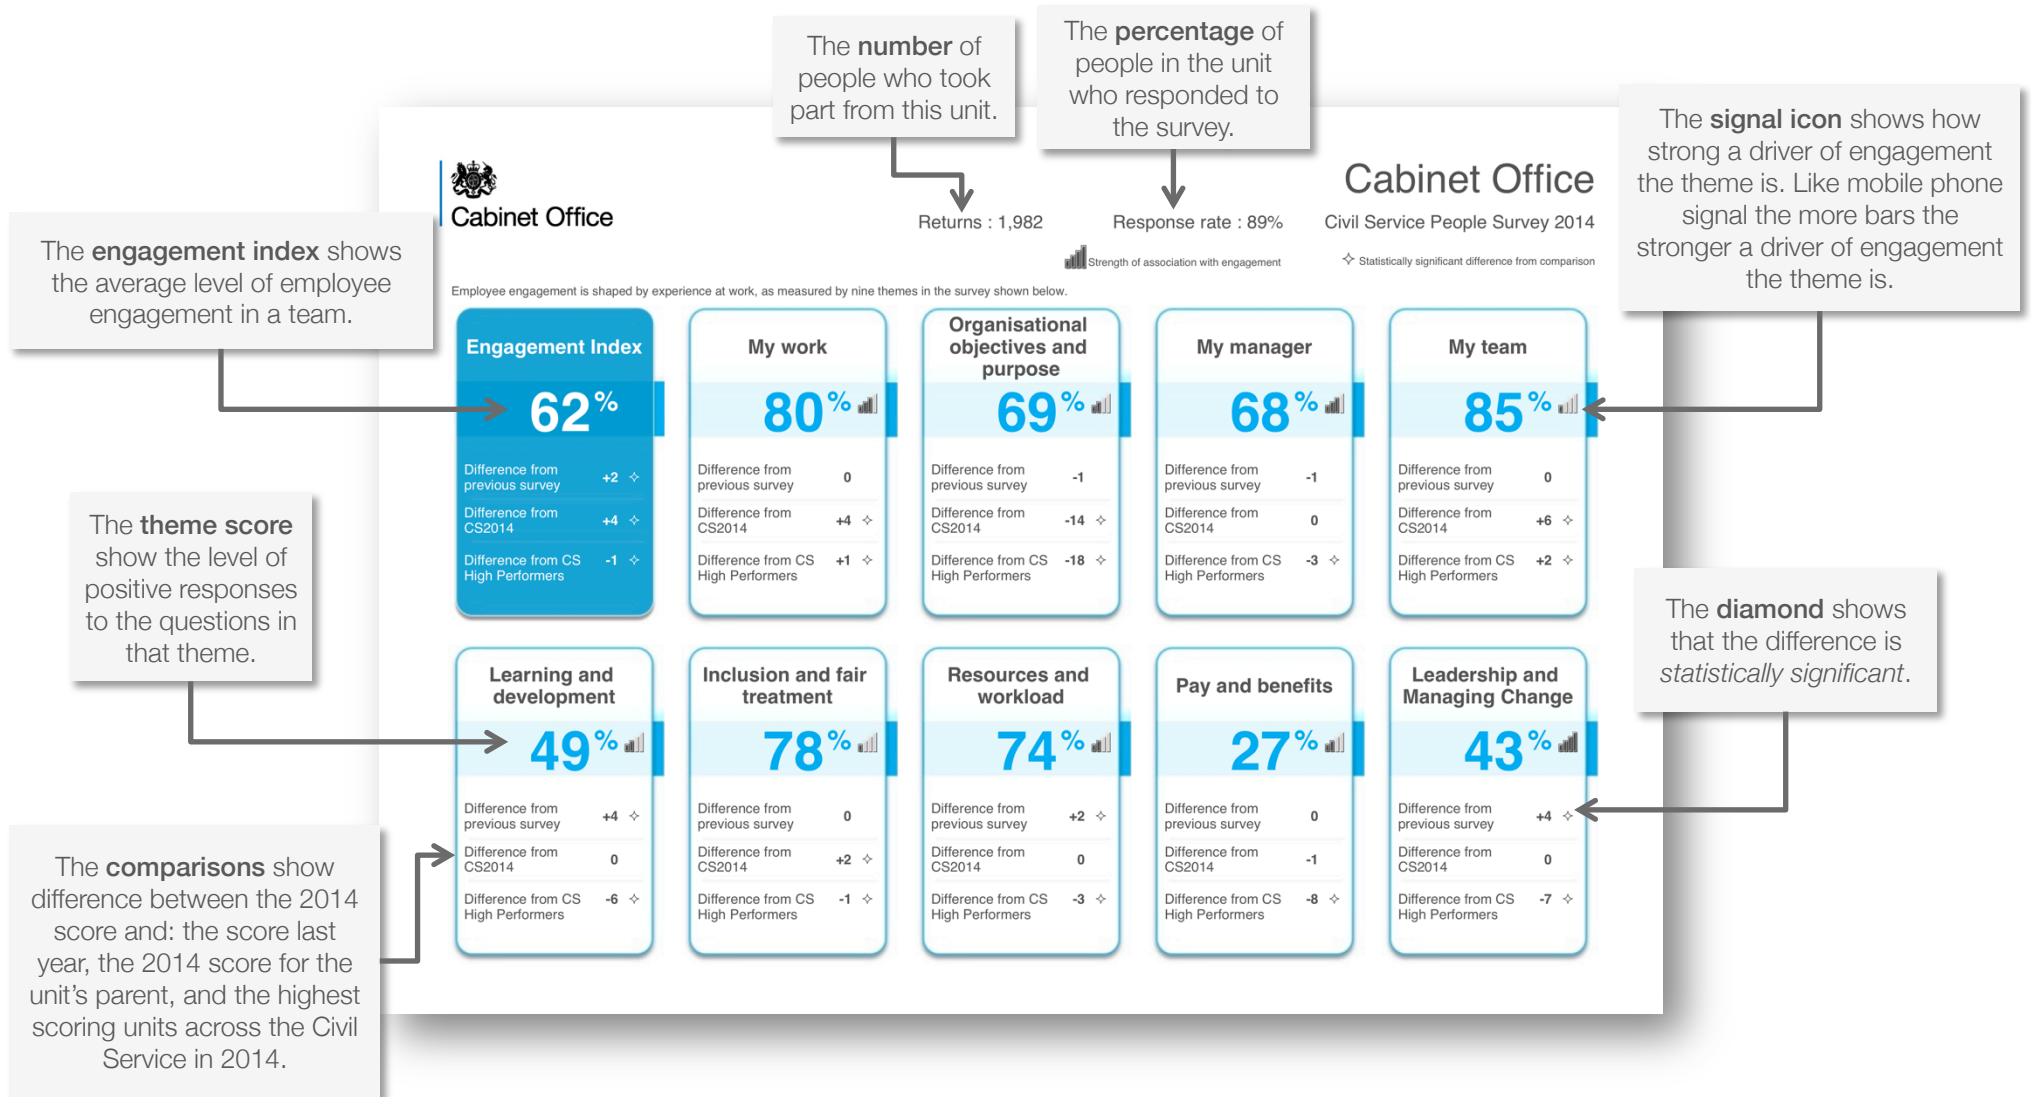 The number of
people who took
part from this unit.
The percentage of
people in the unit
who responded to
the survey.
The signal icon shows how
strong a driver of engagement
the theme is. Like mobile phone
signal the more bars the
stronger a driver of engagement
the theme is.
Cabinet Office
Cabinet Office
Returns : 1,982
Response rate : 89%
Civil Service People Survey 2014
Strength of association with engagement
Statistically significant difference from comparison
The engagement index shows
the average level of employee
engagement in a team.
Employee engagement is shaped by experience at work, as measured by nine themes in the survey shown below.
Engagement Index
62%
Difference from
previous survey +2
Difference from
CS2014 +4
Difference from CS
High Performers -1
My work
80%
Difference from
previous survey 0
Difference from
CS2014 +4
Difference from CS
High Performers +1
Organisational
objectives and
purpose
69%
Difference from
previous survey -1
Difference from
CS2014 -14
Difference from CS
High Performers -18
My manager
68%
Difference from
previous survey -1
Difference from
CS2014 0
Difference from CS
High Performers -3
My team
85%
Difference from
previous survey 0
Difference from
CS2014 +6
Difference from CS
High Performers +2
The theme score
show the level of
positive responses
to the questions in
that theme.
The diamond shows
that the difference is
statistically significant.
Learning and
development
49%
Difference from
previous survey +4
Difference from
CS2014 0
Difference from CS
High Performers -6
Inclusion and fair
treatment
78%
Difference from
previous survey 0
Difference from
CS2014 +2
Difference from CS
High Performers -1
Resources and
workload
74%
Difference from
previous survey +2
Difference from
CS2014 0
Difference from CS
High Performers -3
Pay and benefits
27%
Difference from
previous survey 0
Difference from
CS2014 -1
Difference from CS
High Performers -8
Leadership and
Managing Change
43%
Difference from
previous survey +4
Difference from
CS2014 0
Difference from CS
High Performers -7
The comparisons show
difference between the 2014
score and: the score last
year, the 2014 score for the
unit's parent, and the highest
scoring units across the Civil
Service in 2014.